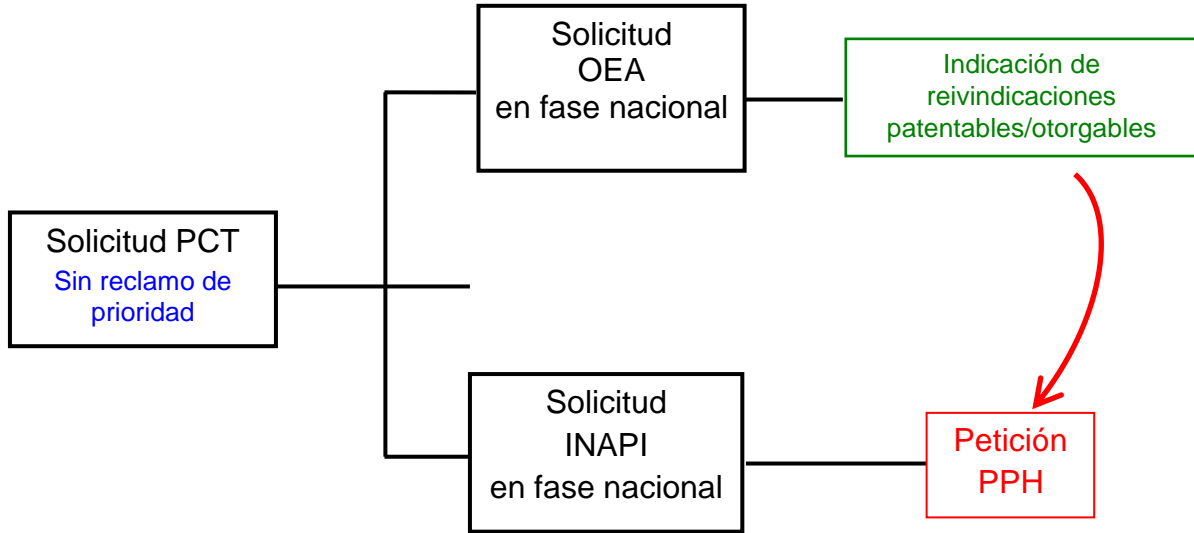 Solicitud
OEA
en fase nacional
Indicación de
reivindicaciones
patentables/otorgables
Solicitud PCT
Sin reclamo de
prioridad
Solicitud
INAPI
en fase nacional
Petición
PPH